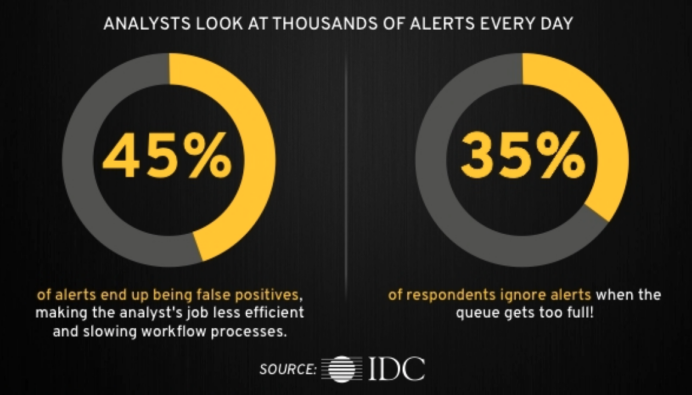 ANALYSTS LOOK AT THOUSANDS OF ALERTS EVERY DAY
45%
of alerts end up being false positives,
making the analyst's job less efficient
and slowing workflow processes.
35%
of respondents ignore alerts when the
queue gets too full!
SOURCE: IDC